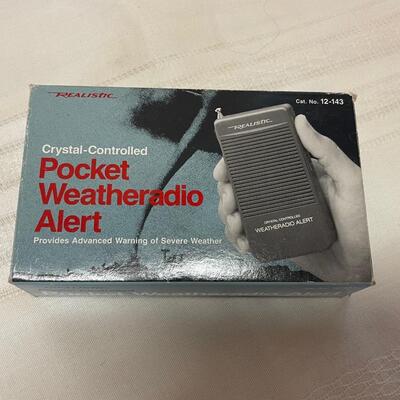 REALISTIC
Cat. No. 12-143
Crystal-Controlled
Pocket
Weatheradio
Alert
Provides Advanced Warning of Severe Weather
REALISTIC
CRYSTAL CONTROLLED
WEATHERADIO ALERT